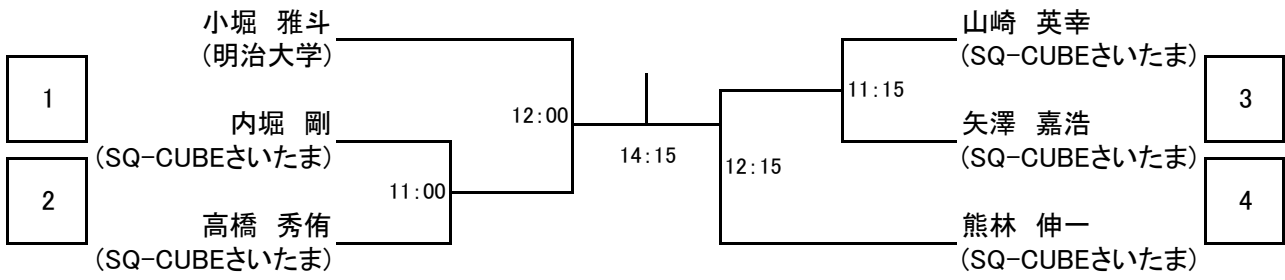 小堀 雅斗
(明治大学)
1
内堀 剛
(SQ-CUBEさいたま)
2
高橋 秀侑
(SQ-CUBEさいたま)
12:00
11:00
14:15
山崎 英幸
(SQ-CUBEさいたま)
11:15
3
矢澤 嘉浩
(SQ-CUBEさいたま)
12:15
4
熊林 伸一
(SQ-CUBEさいたま)